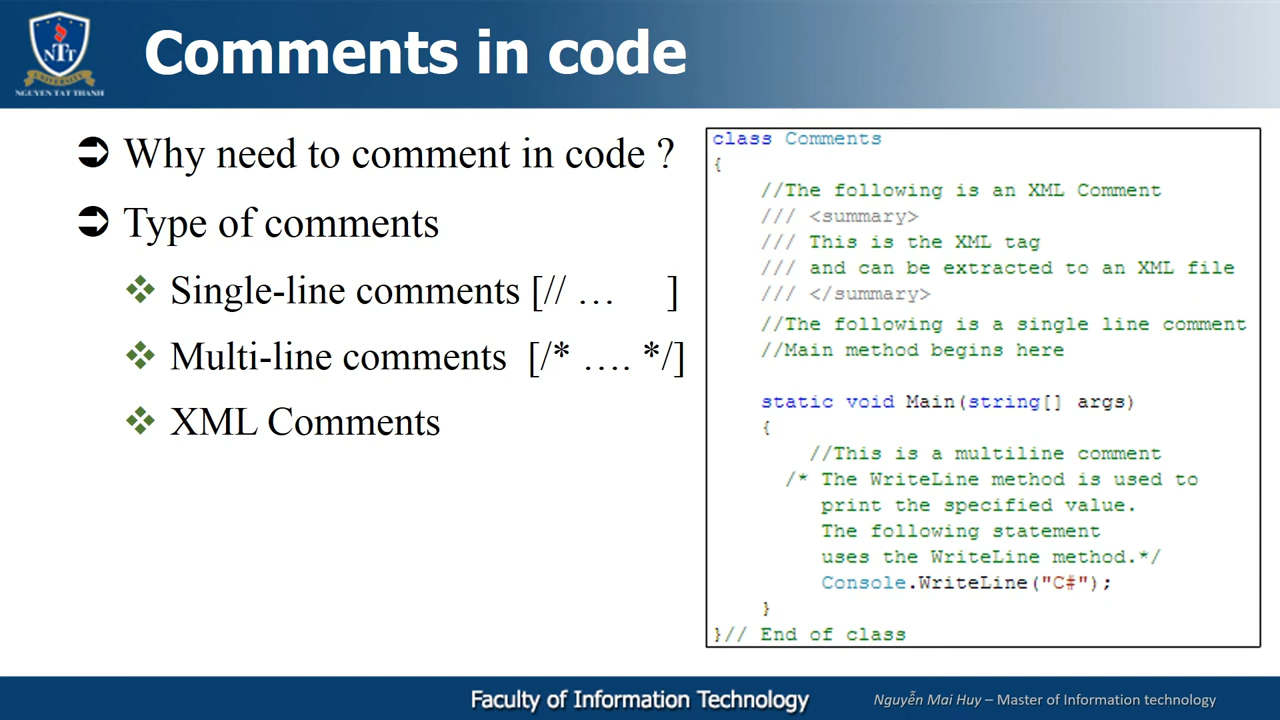 NTT
UNIVERSITY
NGUYEN TAT THANH
Comments in code
Why need to comment in code ?
Type of comments
Single-line comments [// … ]
Multi-line comments [/* …. */]
XML Comments
class Comments
{
//The following is an XML Comment
/// <summary>
/// This is the XML tag
/// and can be extracted to an XML file
/// </summary>
//The following is a single line comment
//Main method begins here
static void Main(string[] args)
{
//This is a multiline comment
/* The WriteLine method is used to
print the specified value.
The following statement
uses the WriteLine method.*/
Console.WriteLine("C#");
}
}// End of class
Faculty of Information Technology
Nguyễn Mai Huy – Master of Information technology